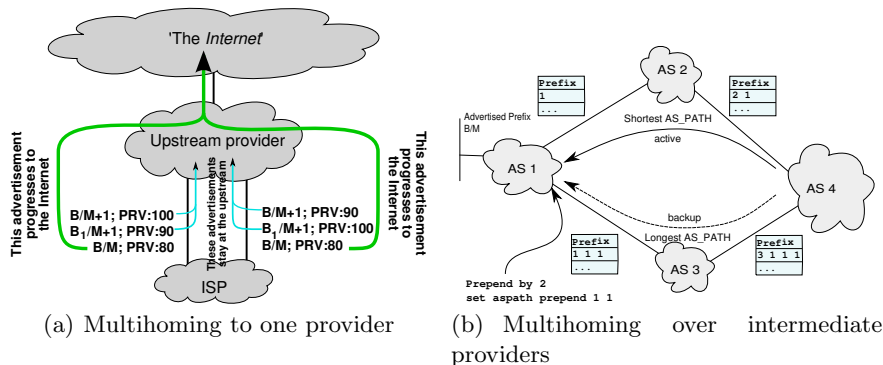 'The Internet'
Upstream provider
This advertisement
progresses to
the Internet
This advertisement
progresses to
the Internet
These advertisements
stay at the upstream
B/M+1; PRV:100
B1/M+1; PRV:90
B/M; PRV:80
B/M+1; PRV:90
B1/M+1; PRV:100
B/M; PRV:80
ISP
(a) Multihoming to one provider
AS 2
Prefix
1
...
Prefix
2 1
...
Advertised Prefix
B/M
Shortest AS_PATH
active
AS 1
AS 4
backup
Longest AS_PATH
Prefix
1 1 1
...
Prefix
3 1 1 1
...
AS 3
Prepend by 2
set aspath prepend 1 1
(b) Multihoming over intermediate
providers